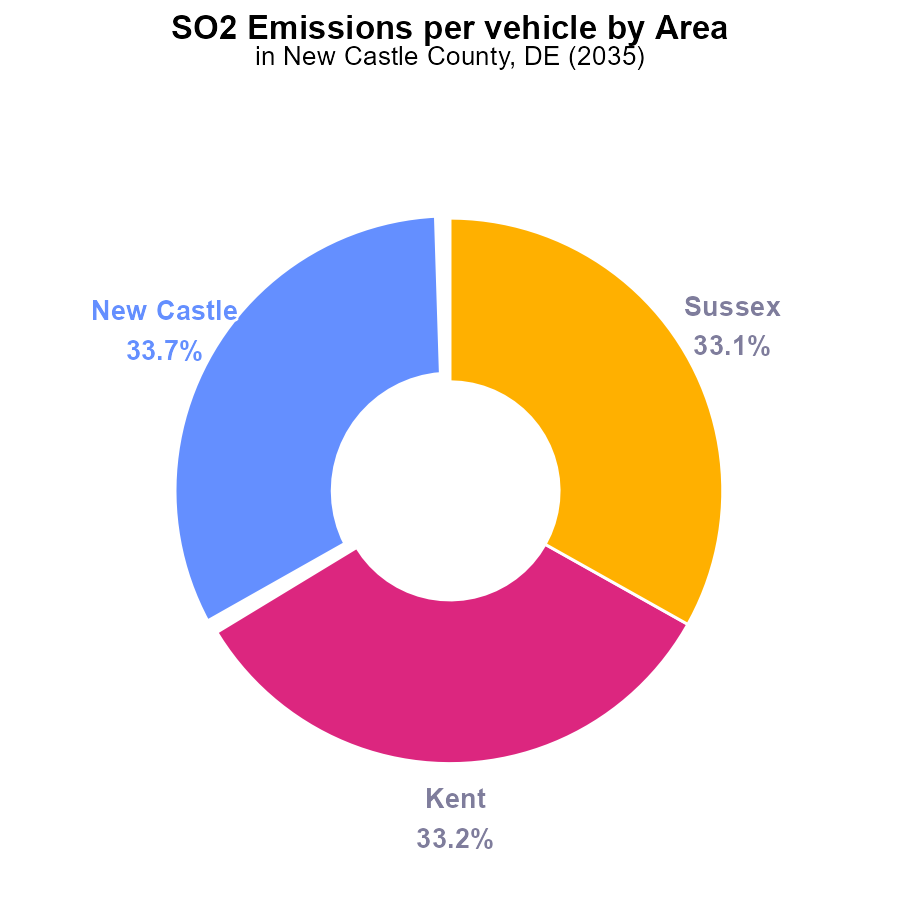 SO2 Emissions per vehicle by Area
in New Castle County, DE (2035)
New Castle
33.7%
Sussex
33.1%
Kent
33.2%